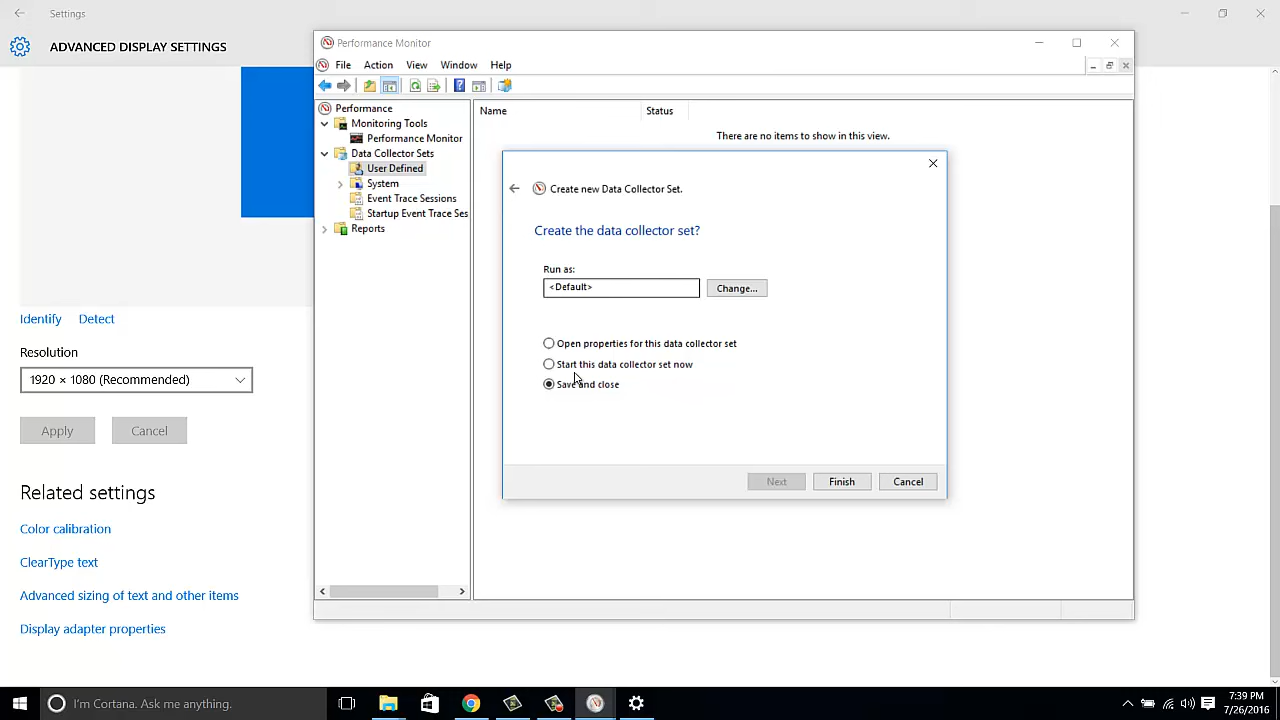 Settings
ADVANCED DISPLAY SETTINGS
Identify Detect
Resolution
1920 × 1080 (Recommended)
Apply Cancel
Related settings
Color calibration
ClearType text
Advanced sizing of text and other items
Display adapter properties
Performance Monitor
File Action View Window Help
Performance
Monitoring Tools
Performance Monitor
Data Collector Sets
User Defined
System
Event Trace Sessions
Startup Event Trace Ses
Reports
Name Status
There are no items to show in this view.
Create new Data Collector Set.
Create the data collector set?
Run as:
<Default> Change...
Open properties for this data collector set
Start this data collector set now
Save and close
Next Finish Cancel
I'm Cortana. Ask me anything.
7:39 PM
7/26/2016